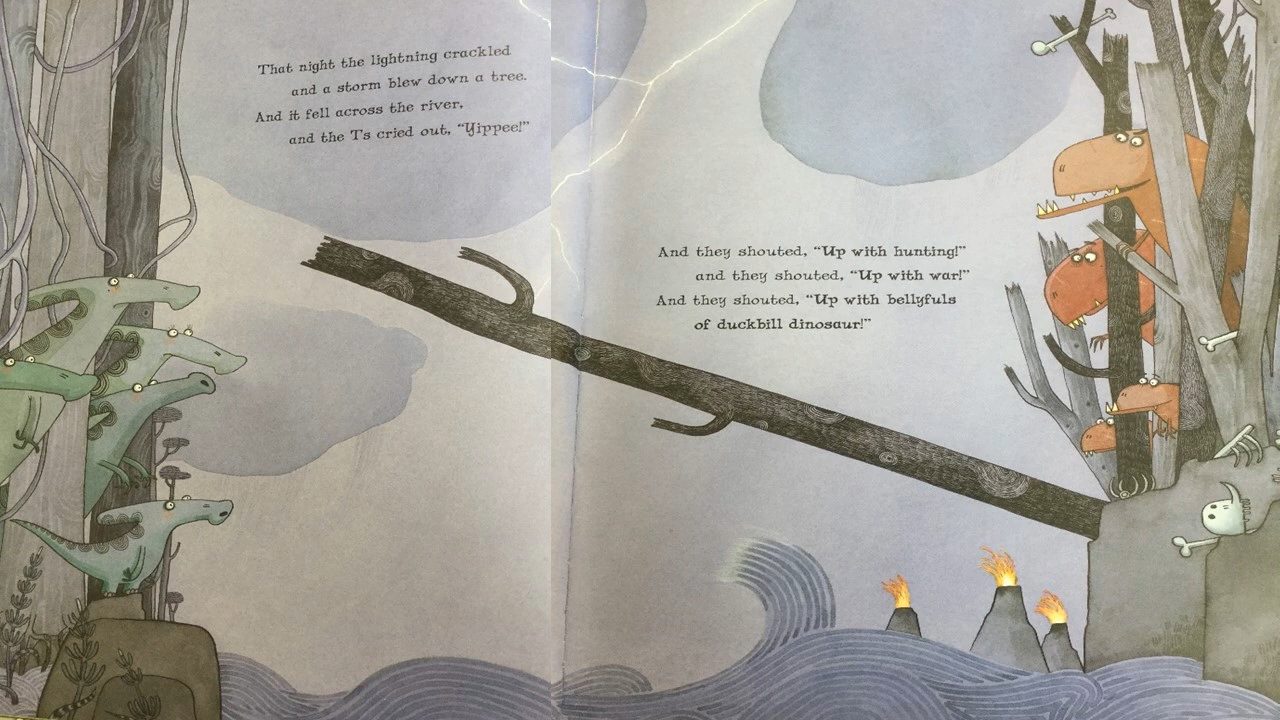 That night the lightning crackled
and a storm blew down a tree.
And it fell across the river,
and the Ts cried out, “Yippee!”
And they shouted, “Up with hunting!”
and they shouted, “Up with war!”
And they shouted, “Up with bellyfuls
of duckbill dinosaur!”